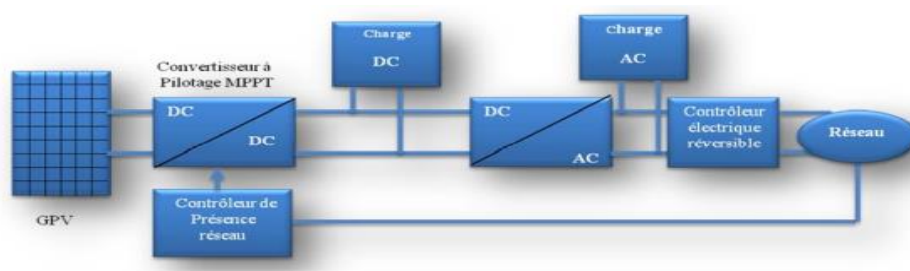 Charge
DC
Charge
AC
Convertisseur à
Pilotage MPPT
DC
DC
DC
AC
Contrôleur
électrique
réversible
Réseau
Contrôleur de
Présence
réseau
GPV